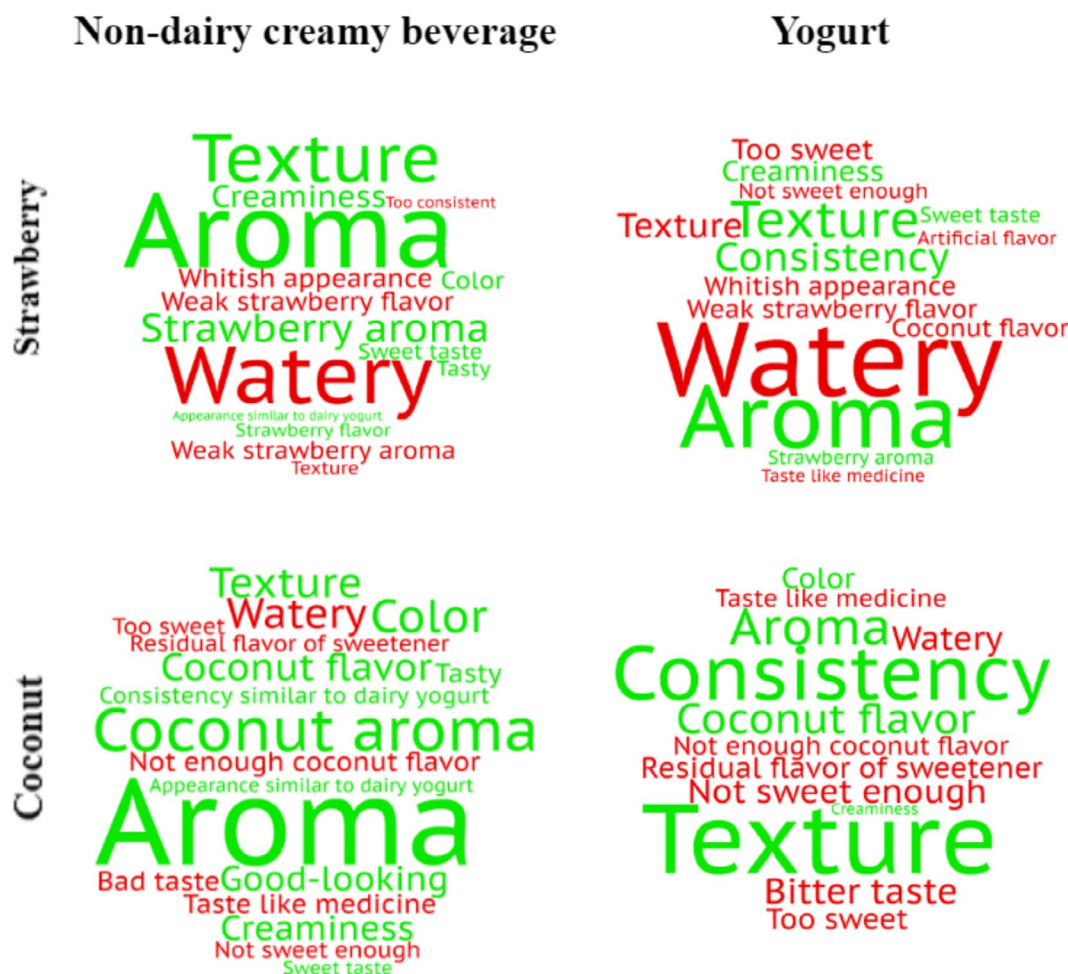 Non-dairy creamy beverage
Yogurt
Strawberry
Texture
Creaminess
Too consistent
Aroma
Whitish appearance
Color
Weak strawberry flavor
Strawberry aroma
Sweet taste
Watery
Tasty
Appearance similar to dairy yogurt
Strawberry flavor
Weak strawberry aroma
Texture
Too sweet
Creaminess
Not sweet enough
Texture
Texture
Sweet taste
Artificial flavor
Consistency
Whitish appearance
Weak strawberry flavor
Coconut flavor
Watery
Aroma
Strawberry aroma
Taste like medicine
Coconut
Texture
Watery
Color
Too sweet
Residual flavor of sweetener
Coconut flavor
Tasty
Consistency similar to dairy yogurt
Coconut aroma
Not enough coconut flavor
Appearance similar to dairy yogurt
Aroma
Bad taste
Good-looking
Taste like medicine
Creaminess
Not sweet enough
Sweet taste
Color
Taste like medicine
Aroma
Watery
Consistency
Coconut flavor
Not enough coconut flavor
Residual flavor of sweetener
Not sweet enough
Creaminess
Texture
Bitter taste
Too sweet